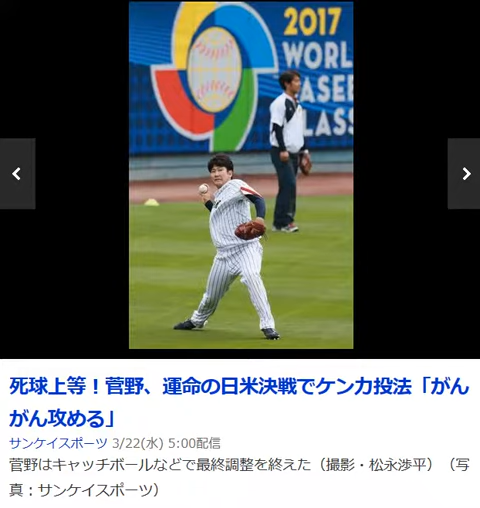 2017
WORL
BASE
CLASS
死球上等！菅野、運命の日米決戦でケンカ投法「がん
がん攻める」
サンケイスポーツ 3/22(水) 5:00配信
菅野はキャッチボールなどで最終調整を終えた（撮影・松永渉平）（写
真：サンケイスポーツ）